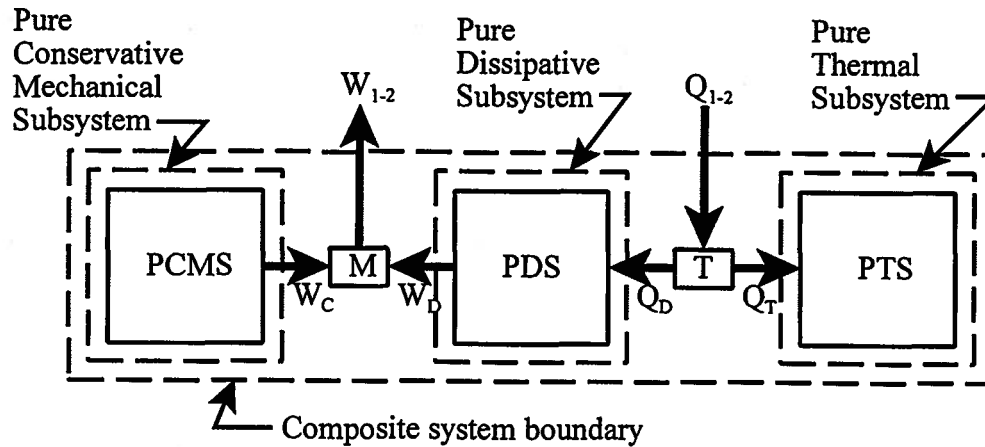 Pure
Conservative
Mechanical
Subsystem
Pure
Dissipative
Subsystem
Pure
Thermal
Subsystem
W1-2
Q1-2
PCMS
M
PDS
T
PTS
WC
WD
QD
QT
Composite system boundary